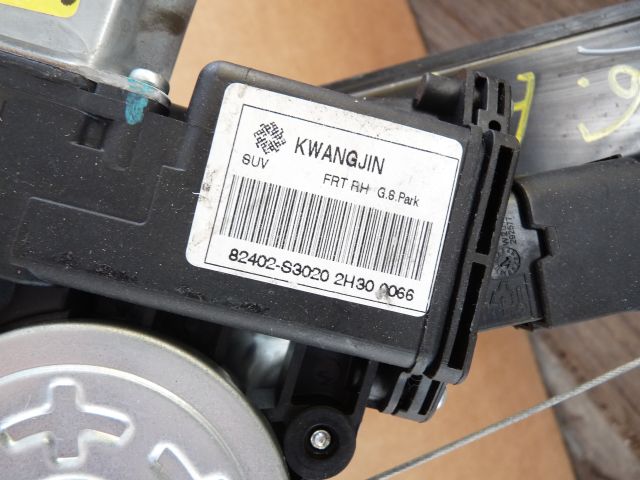 KWANGJIN
SUV
FRT RH G.S.Park
82402-S3020 2H30 0066